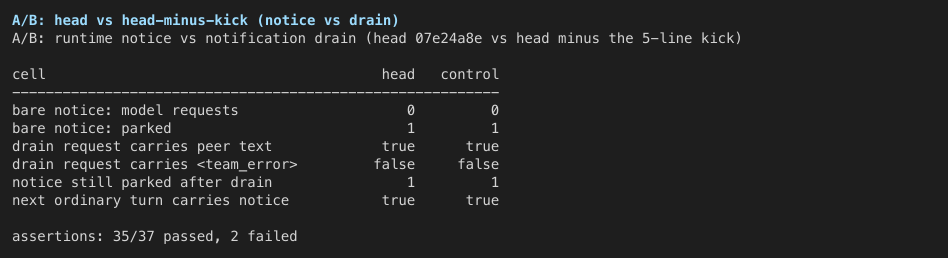 A/B: head vs head-minus-kick (notice vs drain)
A/B: runtime notice vs notification drain (head 07e24a8e vs head minus the 5-line kick)
cell head control
bare notice: model requests 0 0
bare notice: parked 1 1
drain request carries peer text true true
drain request carries <team_error> false false
notice still parked after drain 1 1
next ordinary turn carries notice true true
assertions: 35/37 passed, 2 failed